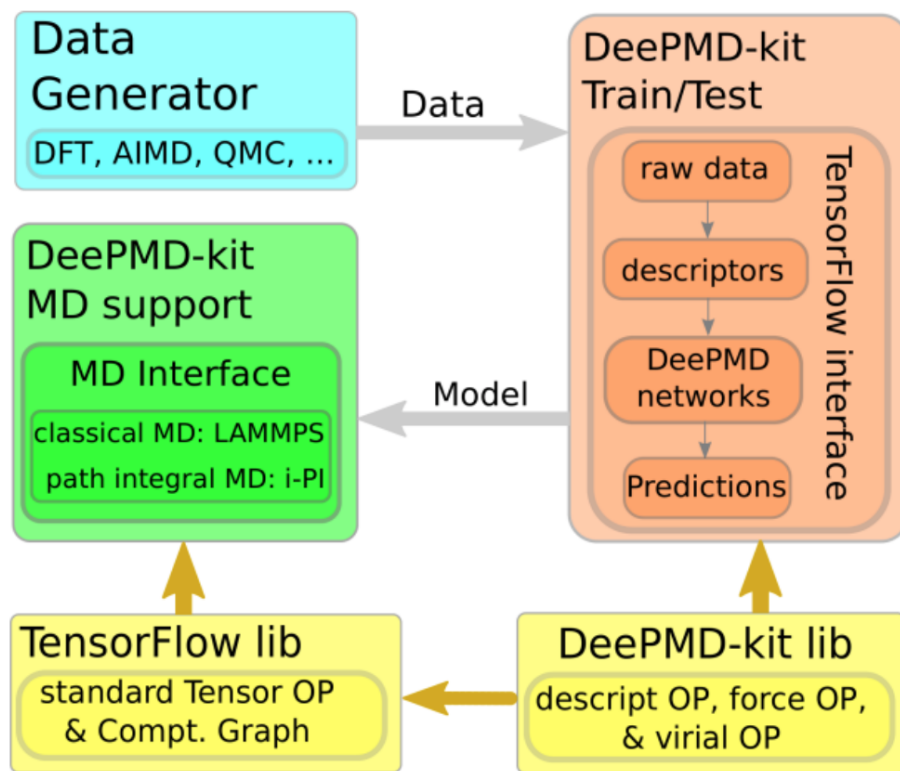 Data
Generator
DFT, AIMD, QMC, ...
Data
DeePMD-kit
Train/Test
raw data
descriptors
DeePMD
networks
Predictions
TensorFlow interface
DeePMD-kit
MD support
MD Interface
classical MD: LAMMPS
path integral MD: i-PI
Model
TensorFlow lib
standard Tensor OP
& Compt. Graph
DeePMD-kit lib
descript OP, force OP,
& virial OP